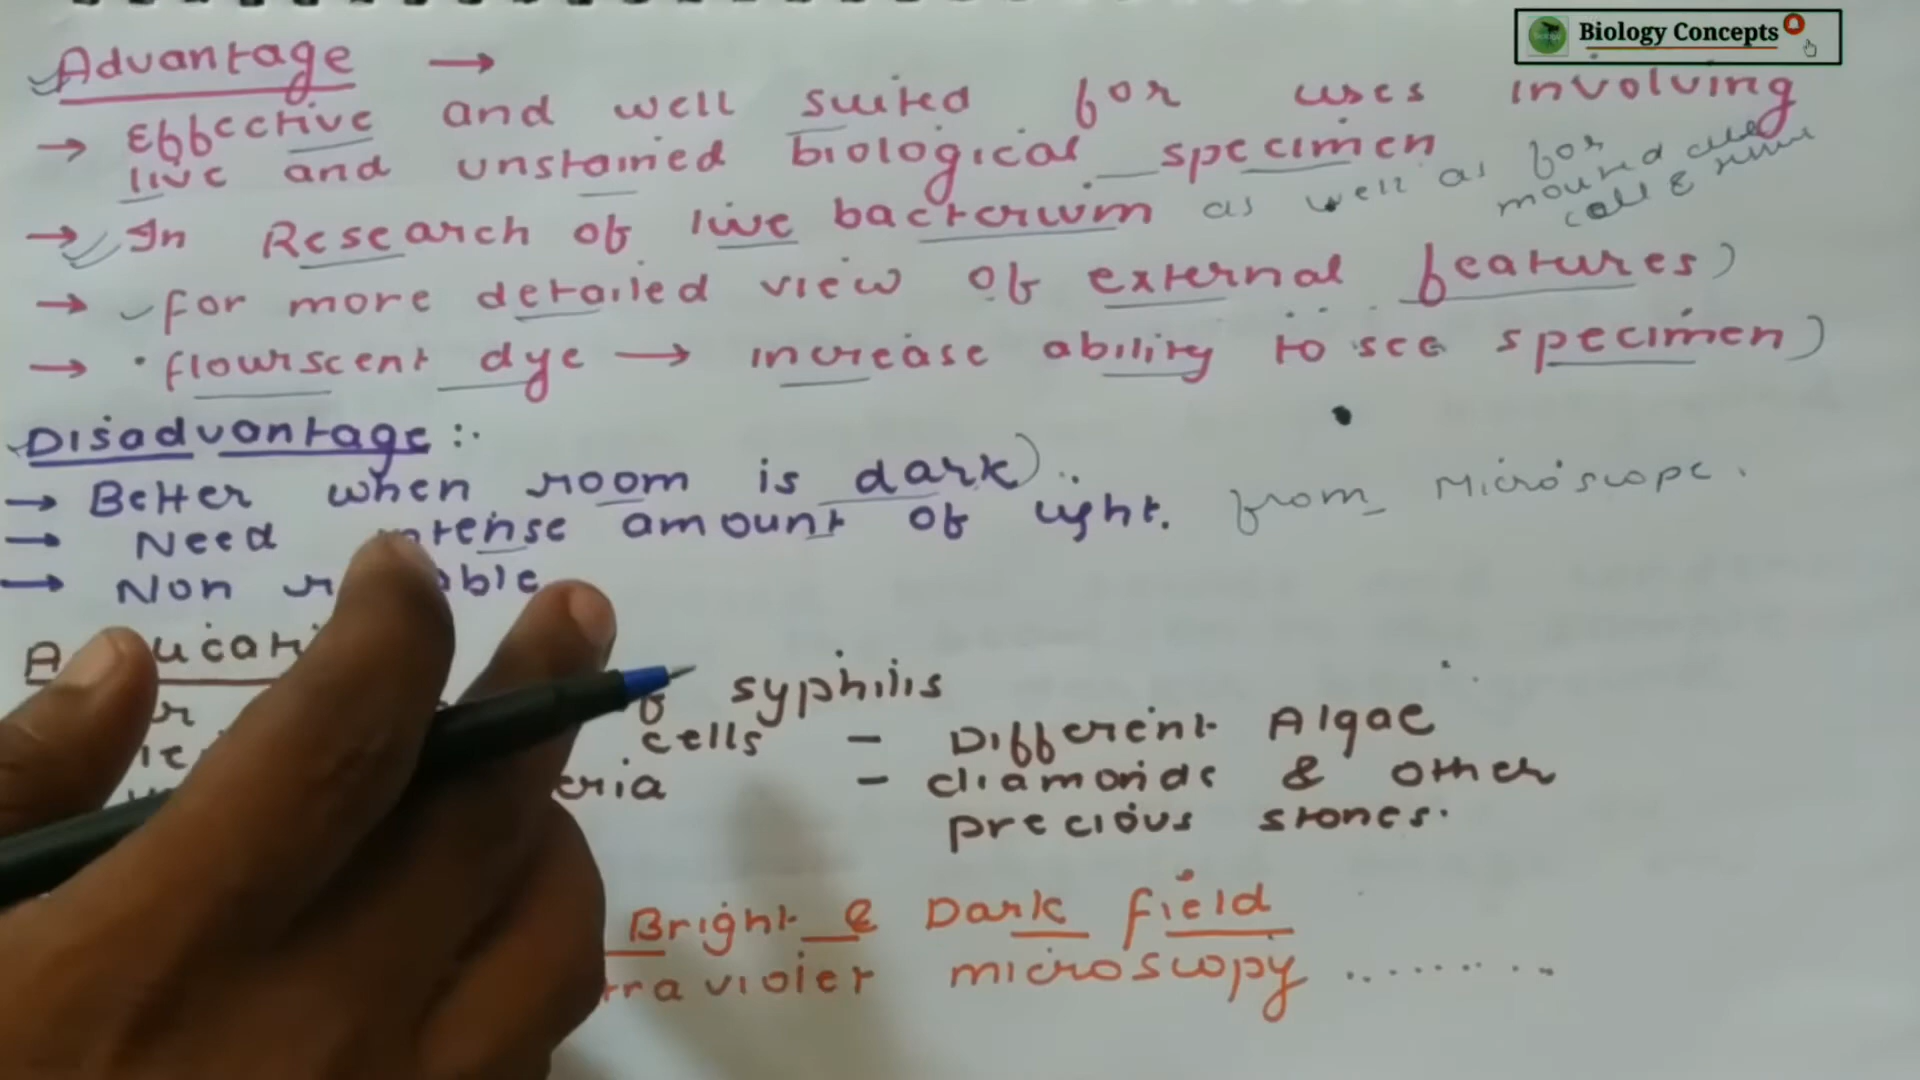 Biology Concepts
Advantage →
→ Effective and well suited for uses involving
live and unstained biological specimen
→ In Research of live bacterium as well as for
mounted cell &
→ for more detailed view of external features)
→ flourscent dye → increase ability to see specimen)
Disadvantage :
→ Better when room is dark)
→ Need intense amount of light. from Microscope.
→ Non
syphilis
cells - Different Algae
- diamonds & other
precious stones.
Bright & Dark field
microscopy ........